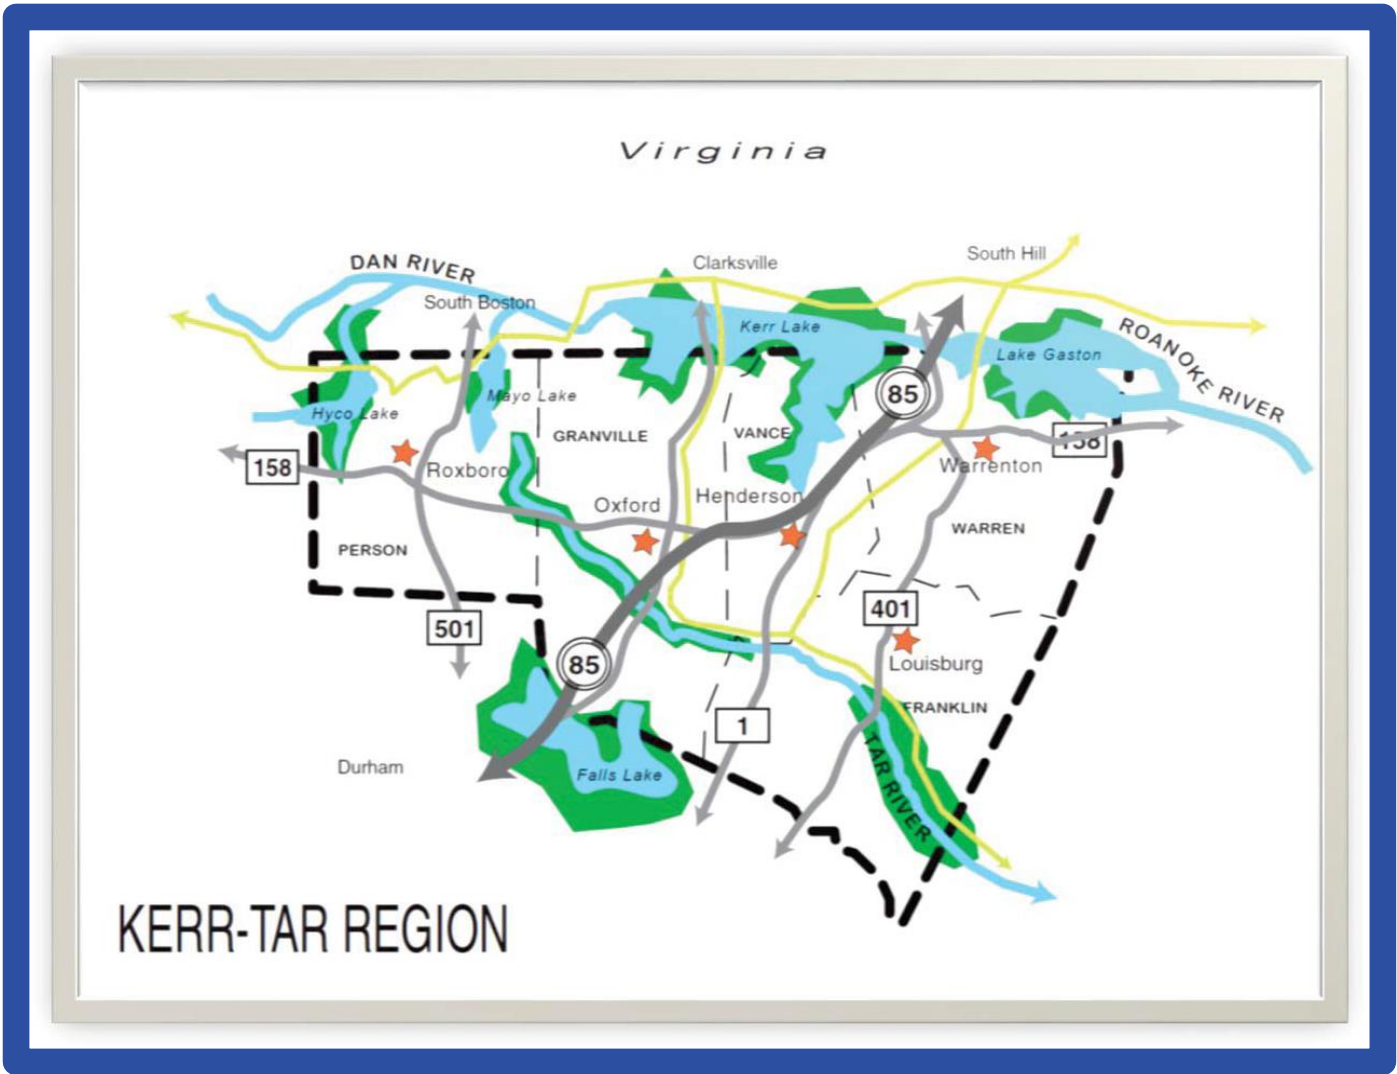 Virginia
South Hill
Clarksville
DAN RIVER
South Boston
Kerr Lake
ROANOKE RIVER
Lake Gaston
85
Mayo Lake
Hyco Lake
GRANVILLE
VANCE
158
158
Roxboro
Warrenton
Henderson
Oxford
WARREN
PERSON
401
501
85
Louisburg
FRANKLIN
1
TAR RIVER
Durham
Falls Lake
KERR-TAR REGION